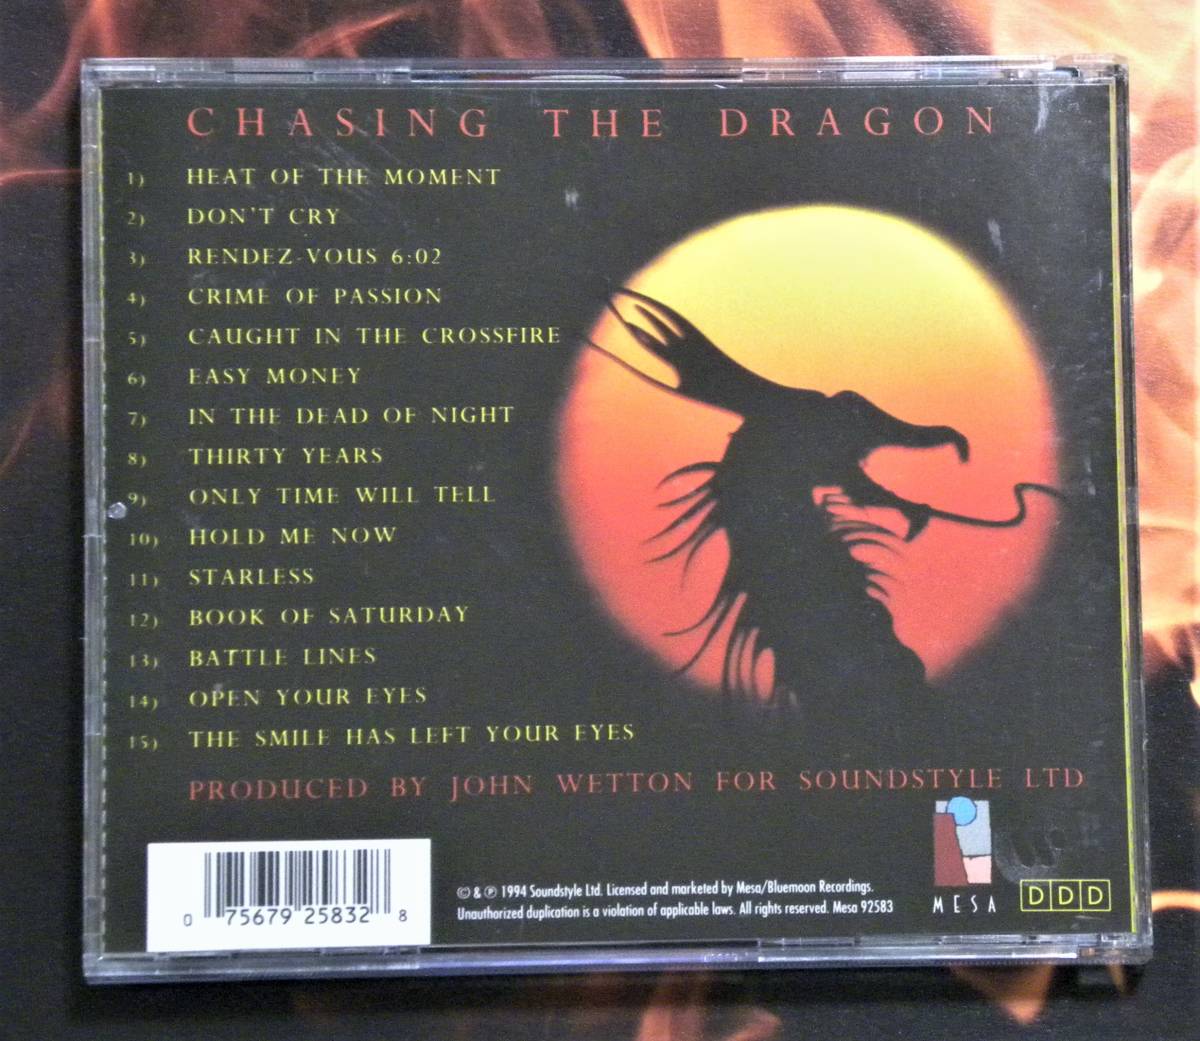 CHASING THE DRAGON
1) HEAT OF THE MOMENT
2) DON'T CRY
3) RENDEZ-VOUS 6:02
4) CRIME OF PASSION
5) CAUGHT IN THE CROSSFIRE
6) EASY MONEY
7) IN THE DEAD OF NIGHT
8) THIRTY YEARS
9) ONLY TIME WILL TELL
10) HOLD ME NOW
11) STARLESS
12) BOOK OF SATURDAY
13) BATTLE LINES
14) OPEN YOUR EYES
15) THE SMILE HAS LEFT YOUR EYES
PRODUCED BY JOHN WETTON FOR SOUNDSTYLE LTD
0 75679 25832 8
© & ℗ 1994 Soundstyle Ltd. Licensed and marketed by Mesa/Bluemoon Recordings.
Unauthorized duplication is a violation of applicable laws. All rights reserved. Mesa 92583
MESA
DDD